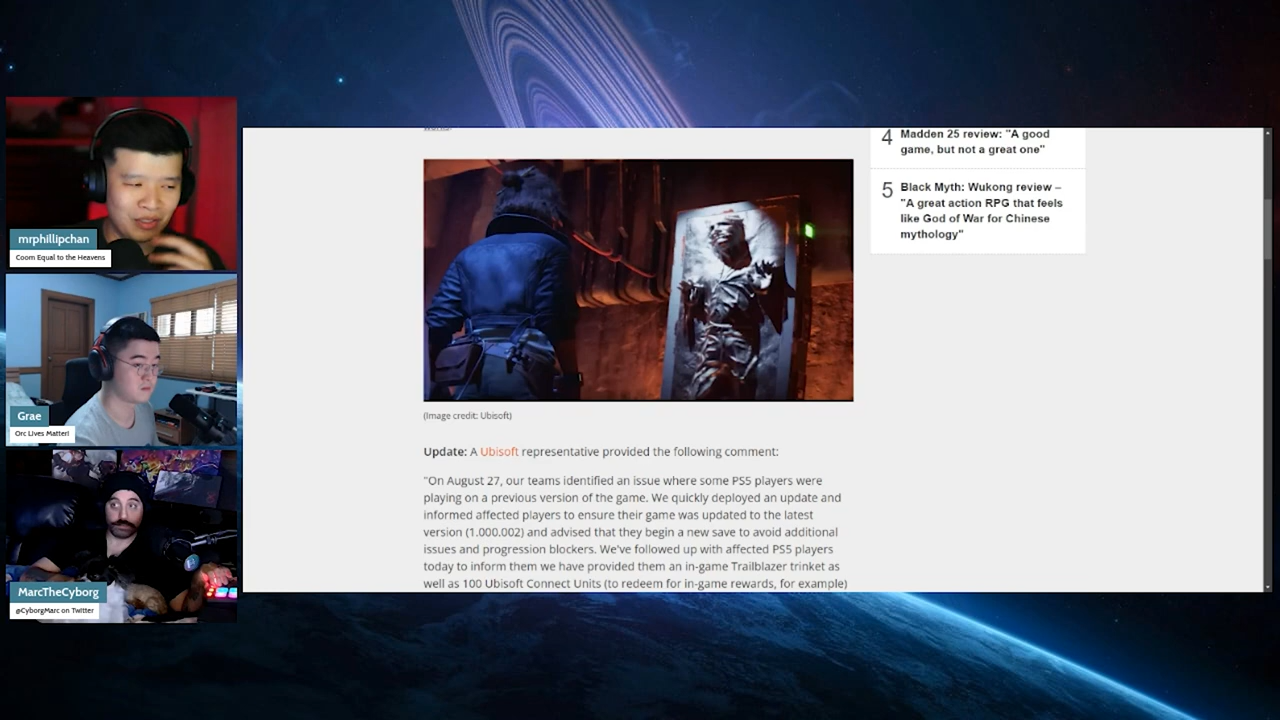 mrphillipchan
Coom Equal to the Heavens
Grae
Orc Lives Matter!
MarcTheCyborg
@CyborgMarc on Twitter
(Image credit: Ubisoft)
Update: A Ubisoft representative provided the following comment:
"On August 27, our teams identified an issue where some PS5 players were
playing on a previous version of the game. We quickly deployed an update and
informed affected players to ensure their game was updated to the latest
version (1.000.002) and advised that they begin a new save to avoid additional
issues and progression blockers. We've followed up with affected PS5 players
today to inform them we have provided them an in-game Trailblazer trinket as
well as 100 Ubisoft Connect Units (to redeem for in-game rewards, for example)
4 Madden 25 review: "A good
game, but not a great one"
5 Black Myth: Wukong review –
"A great action RPG that feels
like God of War for Chinese
mythology"